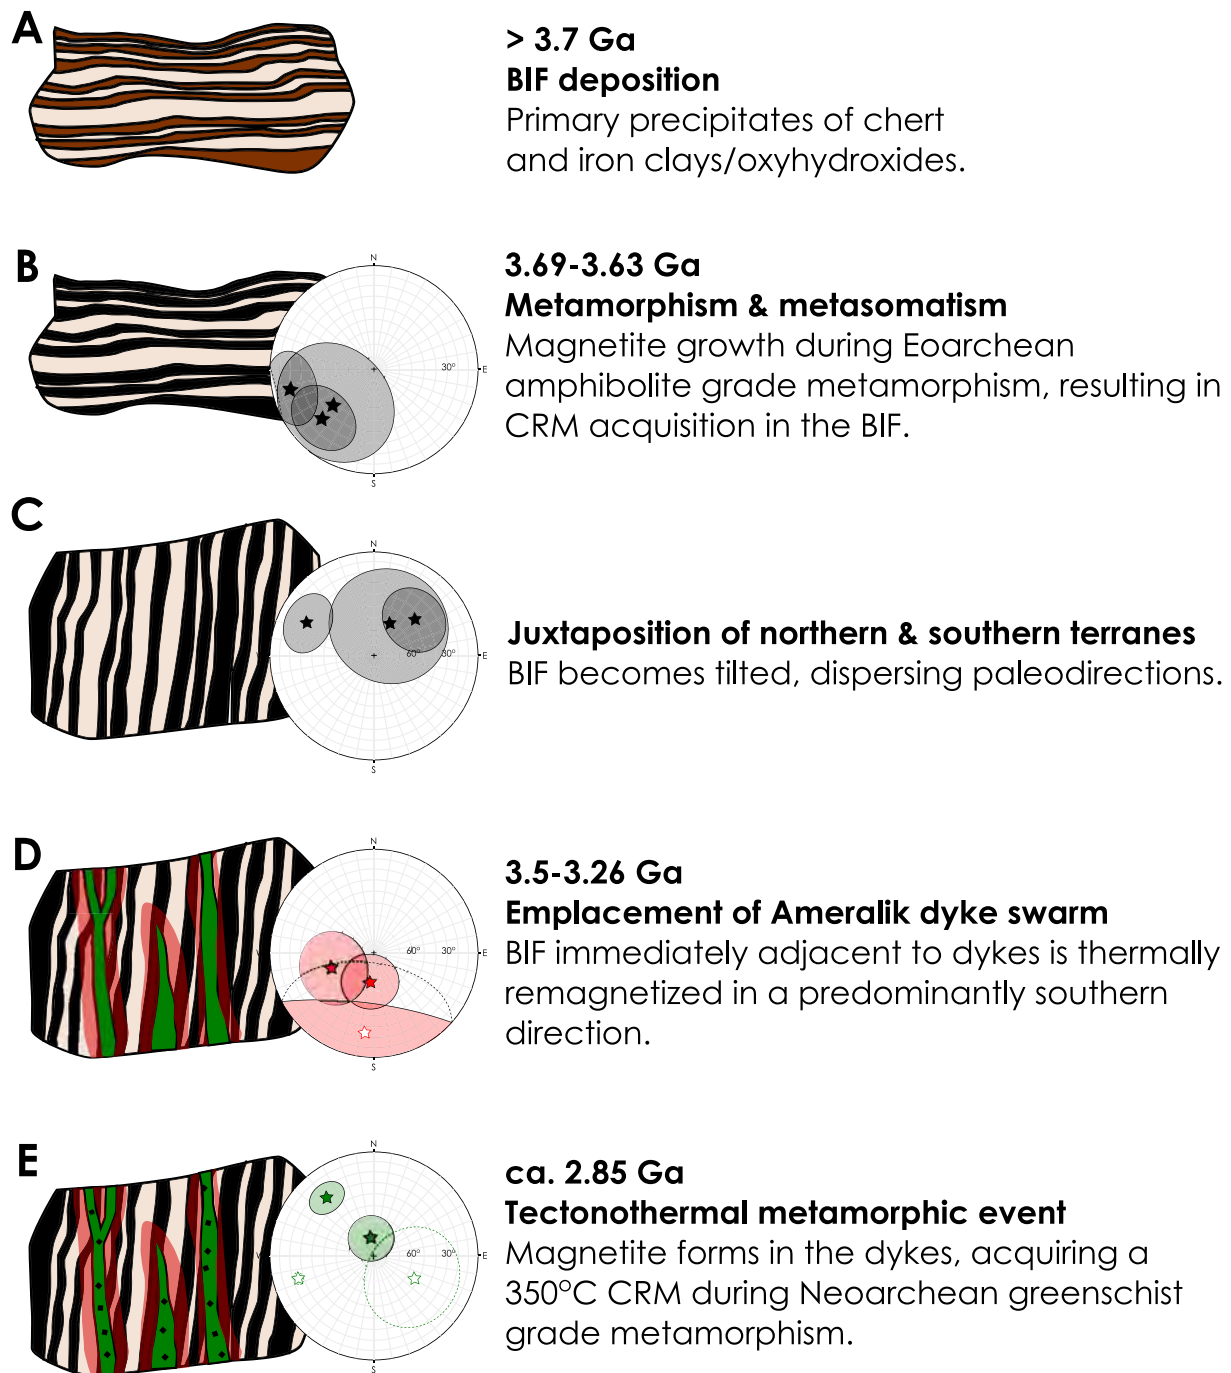 A
> 3.7 Ga
BIF deposition
Primary precipitates of chert
and iron clays/oxyhydroxides.
B
N
30°
E
S
3.69-3.63 Ga
Metamorphism & metasomatism
Magnetite growth during Eoarchean
amphibolite grade metamorphism, resulting in
CRM acquisition in the BIF.
C
N
60° 30° E
S
Juxtaposition of northern & southern terranes
BIF becomes tilted, dispersing paleodirections.
D
N
60° 30° E
S
3.5-3.26 Ga
Emplacement of Ameralik dyke swarm
BIF immediately adjacent to dykes is thermally
remagnetized in a predominantly southern
direction.
E
N
60° 30° E
S
ca. 2.85 Ga
Tectonothermal metamorphic event
Magnetite forms in the dykes, acquiring a
350°C CRM during Neoarchean greenschist
grade metamorphism.